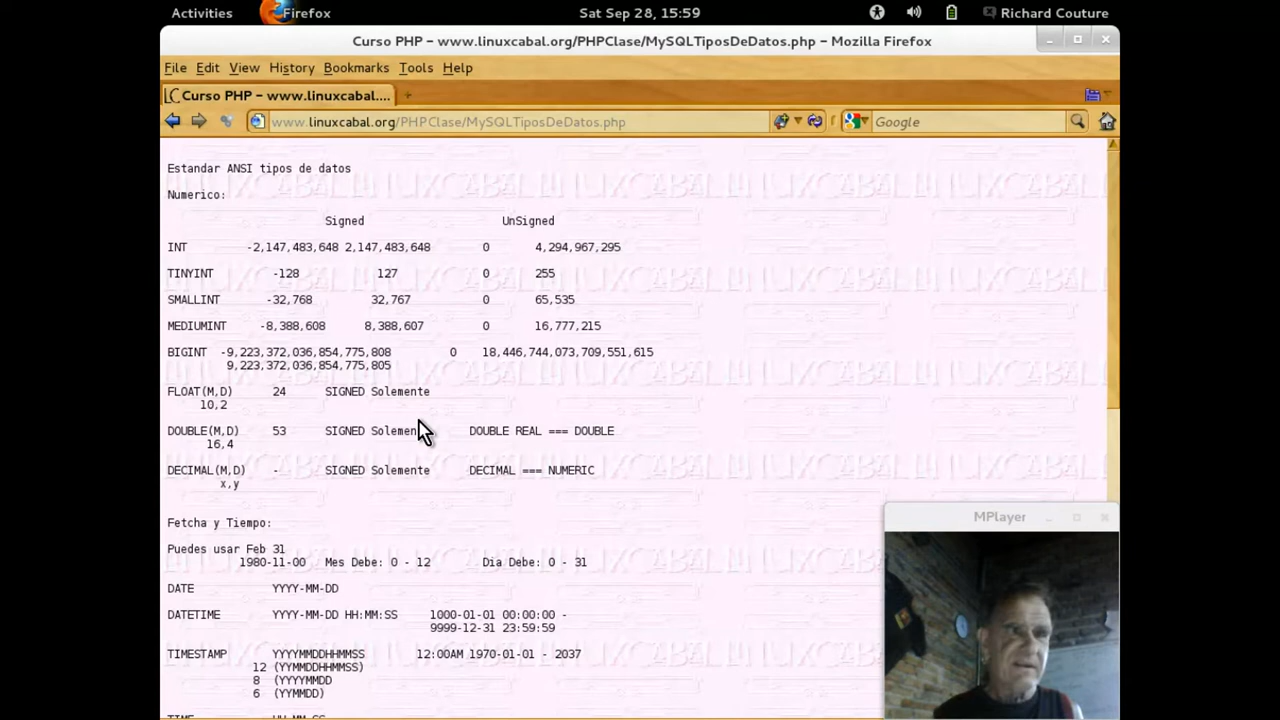 Activities Firefox Sat Sep 28, 15:59 Richard Couture
Curso PHP - www.linuxcabal.org/PHPClase/MySQLTiposDeDatos.php - Mozilla Firefox
File Edit View History Bookmarks Tools Help
Curso PHP - www.linuxcabal....
www.linuxcabal.org/PHPClase/MySQLTiposDeDatos.php Google
Estandar ANSI tipos de datos
Numerico:
Signed UnSigned
INT -2,147,483,648 2,147,483,648 0 4,294,967,295
TINYINT -128 127 0 255
SMALLINT -32,768 32,767 0 65,535
MEDIUMINT -8,388,608 8,388,607 0 16,777,215
BIGINT -9,223,372,036,854,775,808 0 18,446,744,073,709,551,615
9,223,372,036,854,775,805
FLOAT(M,D) 24 SIGNED Solemente
10,2
DOUBLE(M,D) 53 SIGNED Solemen DOUBLE REAL === DOUBLE
16,4
DECIMAL(M,D) - SIGNED Solemente DECIMAL === NUMERIC
x,y
Fetcha y Tiempo:
Puedes usar Feb 31
1980-11-00 Mes Debe: 0 - 12 Dia Debe: 0 - 31
DATE YYYY-MM-DD
DATETIME YYYY-MM-DD HH:MM:SS 1000-01-01 00:00:00 -
9999-12-31 23:59:59
TIMESTAMP YYYYMMDDHHMMSS 12:00AM 1970-01-01 - 2037
12 (YYMMDDHHMMSS)
8 (YYYYMMDD
6 (YYMMDD)
MPlayer